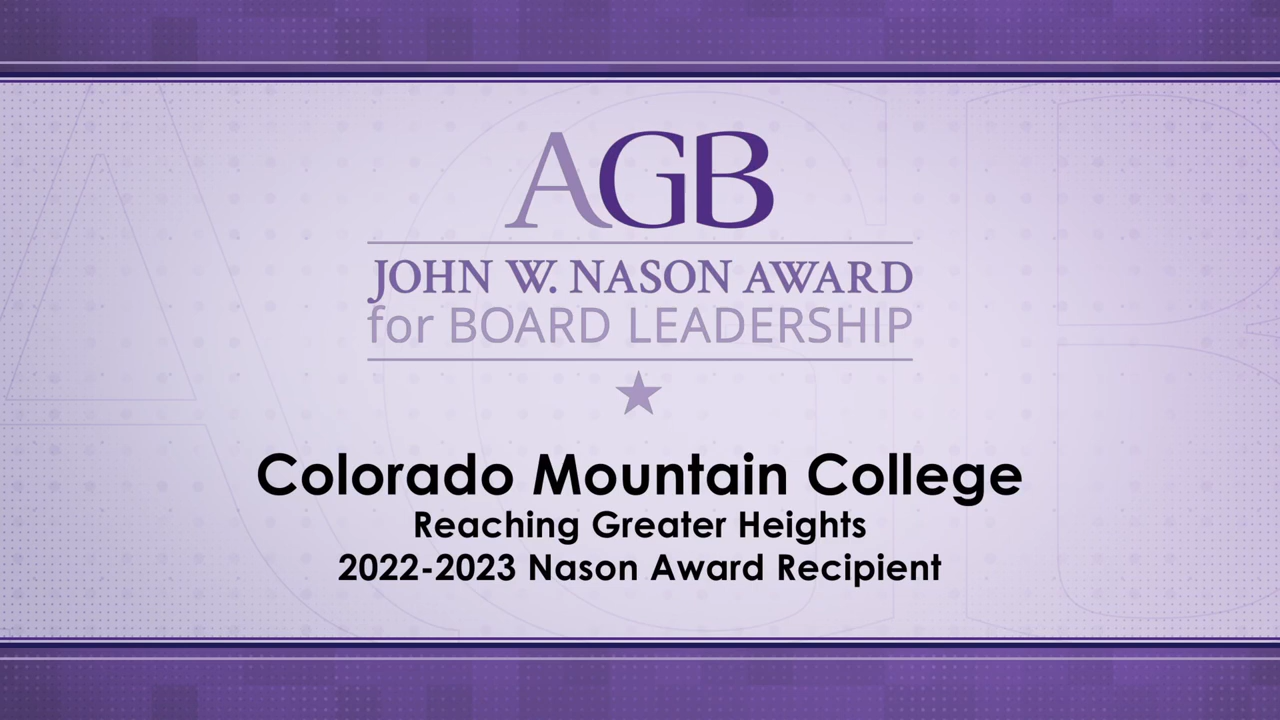 AGB
JOHN W. NASON AWARD
for BOARD LEADERSHIP
Colorado Mountain College
Reaching Greater Heights
2022-2023 Nason Award Recipient